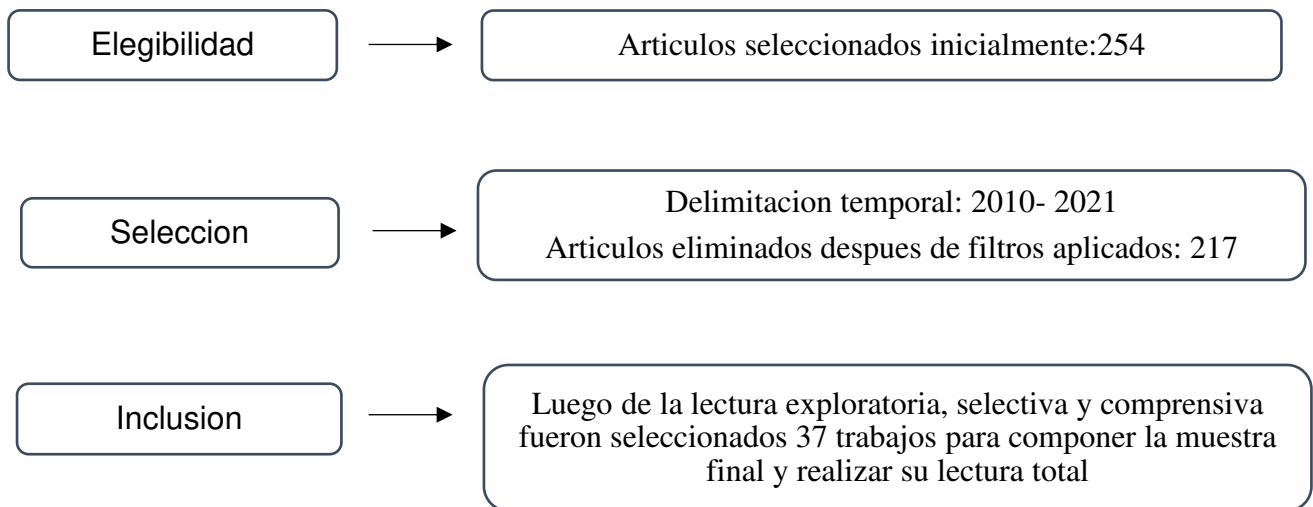 Elegibilidad
Articulos seleccionados inicialmente:254
Seleccion
Delimitacion temporal: 2010- 2021
Articulos eliminados despues de filtros aplicados: 217
Inclusion
Luego de la lectura exploratoria, selectiva y comprensiva
fueron seleccionados 37 trabajos para componer la muestra
final y realizar su lectura total